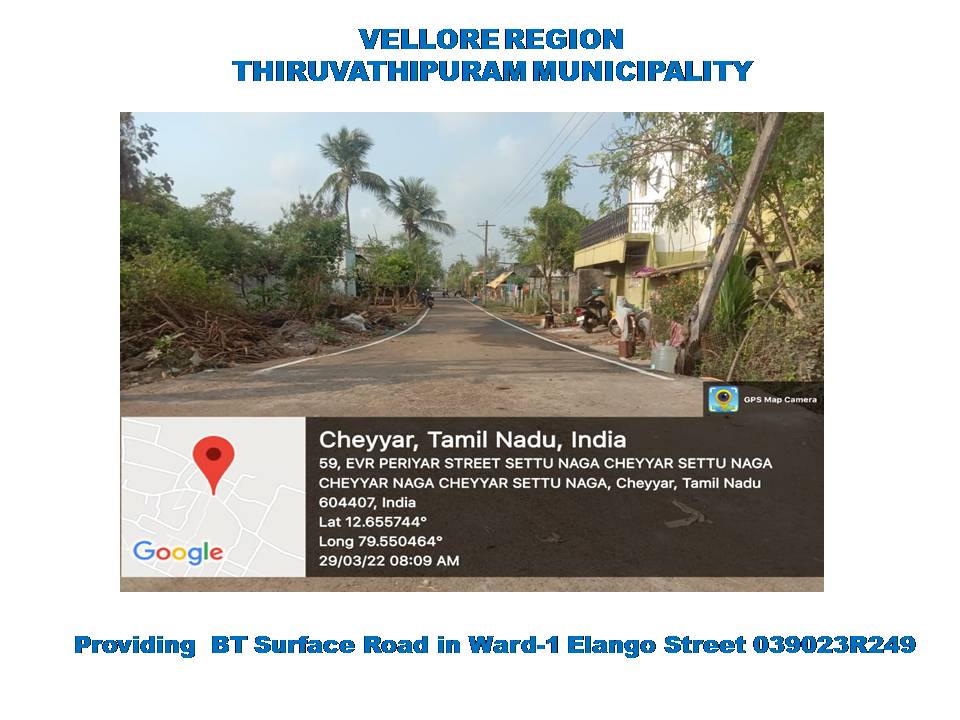 VELLORE REGION
THIRUVATHIPURAM MUNICIPALITY
GPS Map Camera
Cheyyar, Tamil Nadu, India
59, EVR PERIYAR STREET SETTU NAGA CHEYYAR SETTU NAGA
CHEYYAR NAGA CHEYYAR SETTU NAGA, Cheyyar, Tamil Nadu
604407, India
Lat 12.655744°
Long 79.550464°
29/03/22 08:09 AM
Google
Providing BT Surface Road in Ward-1 Elango Street 039023R249